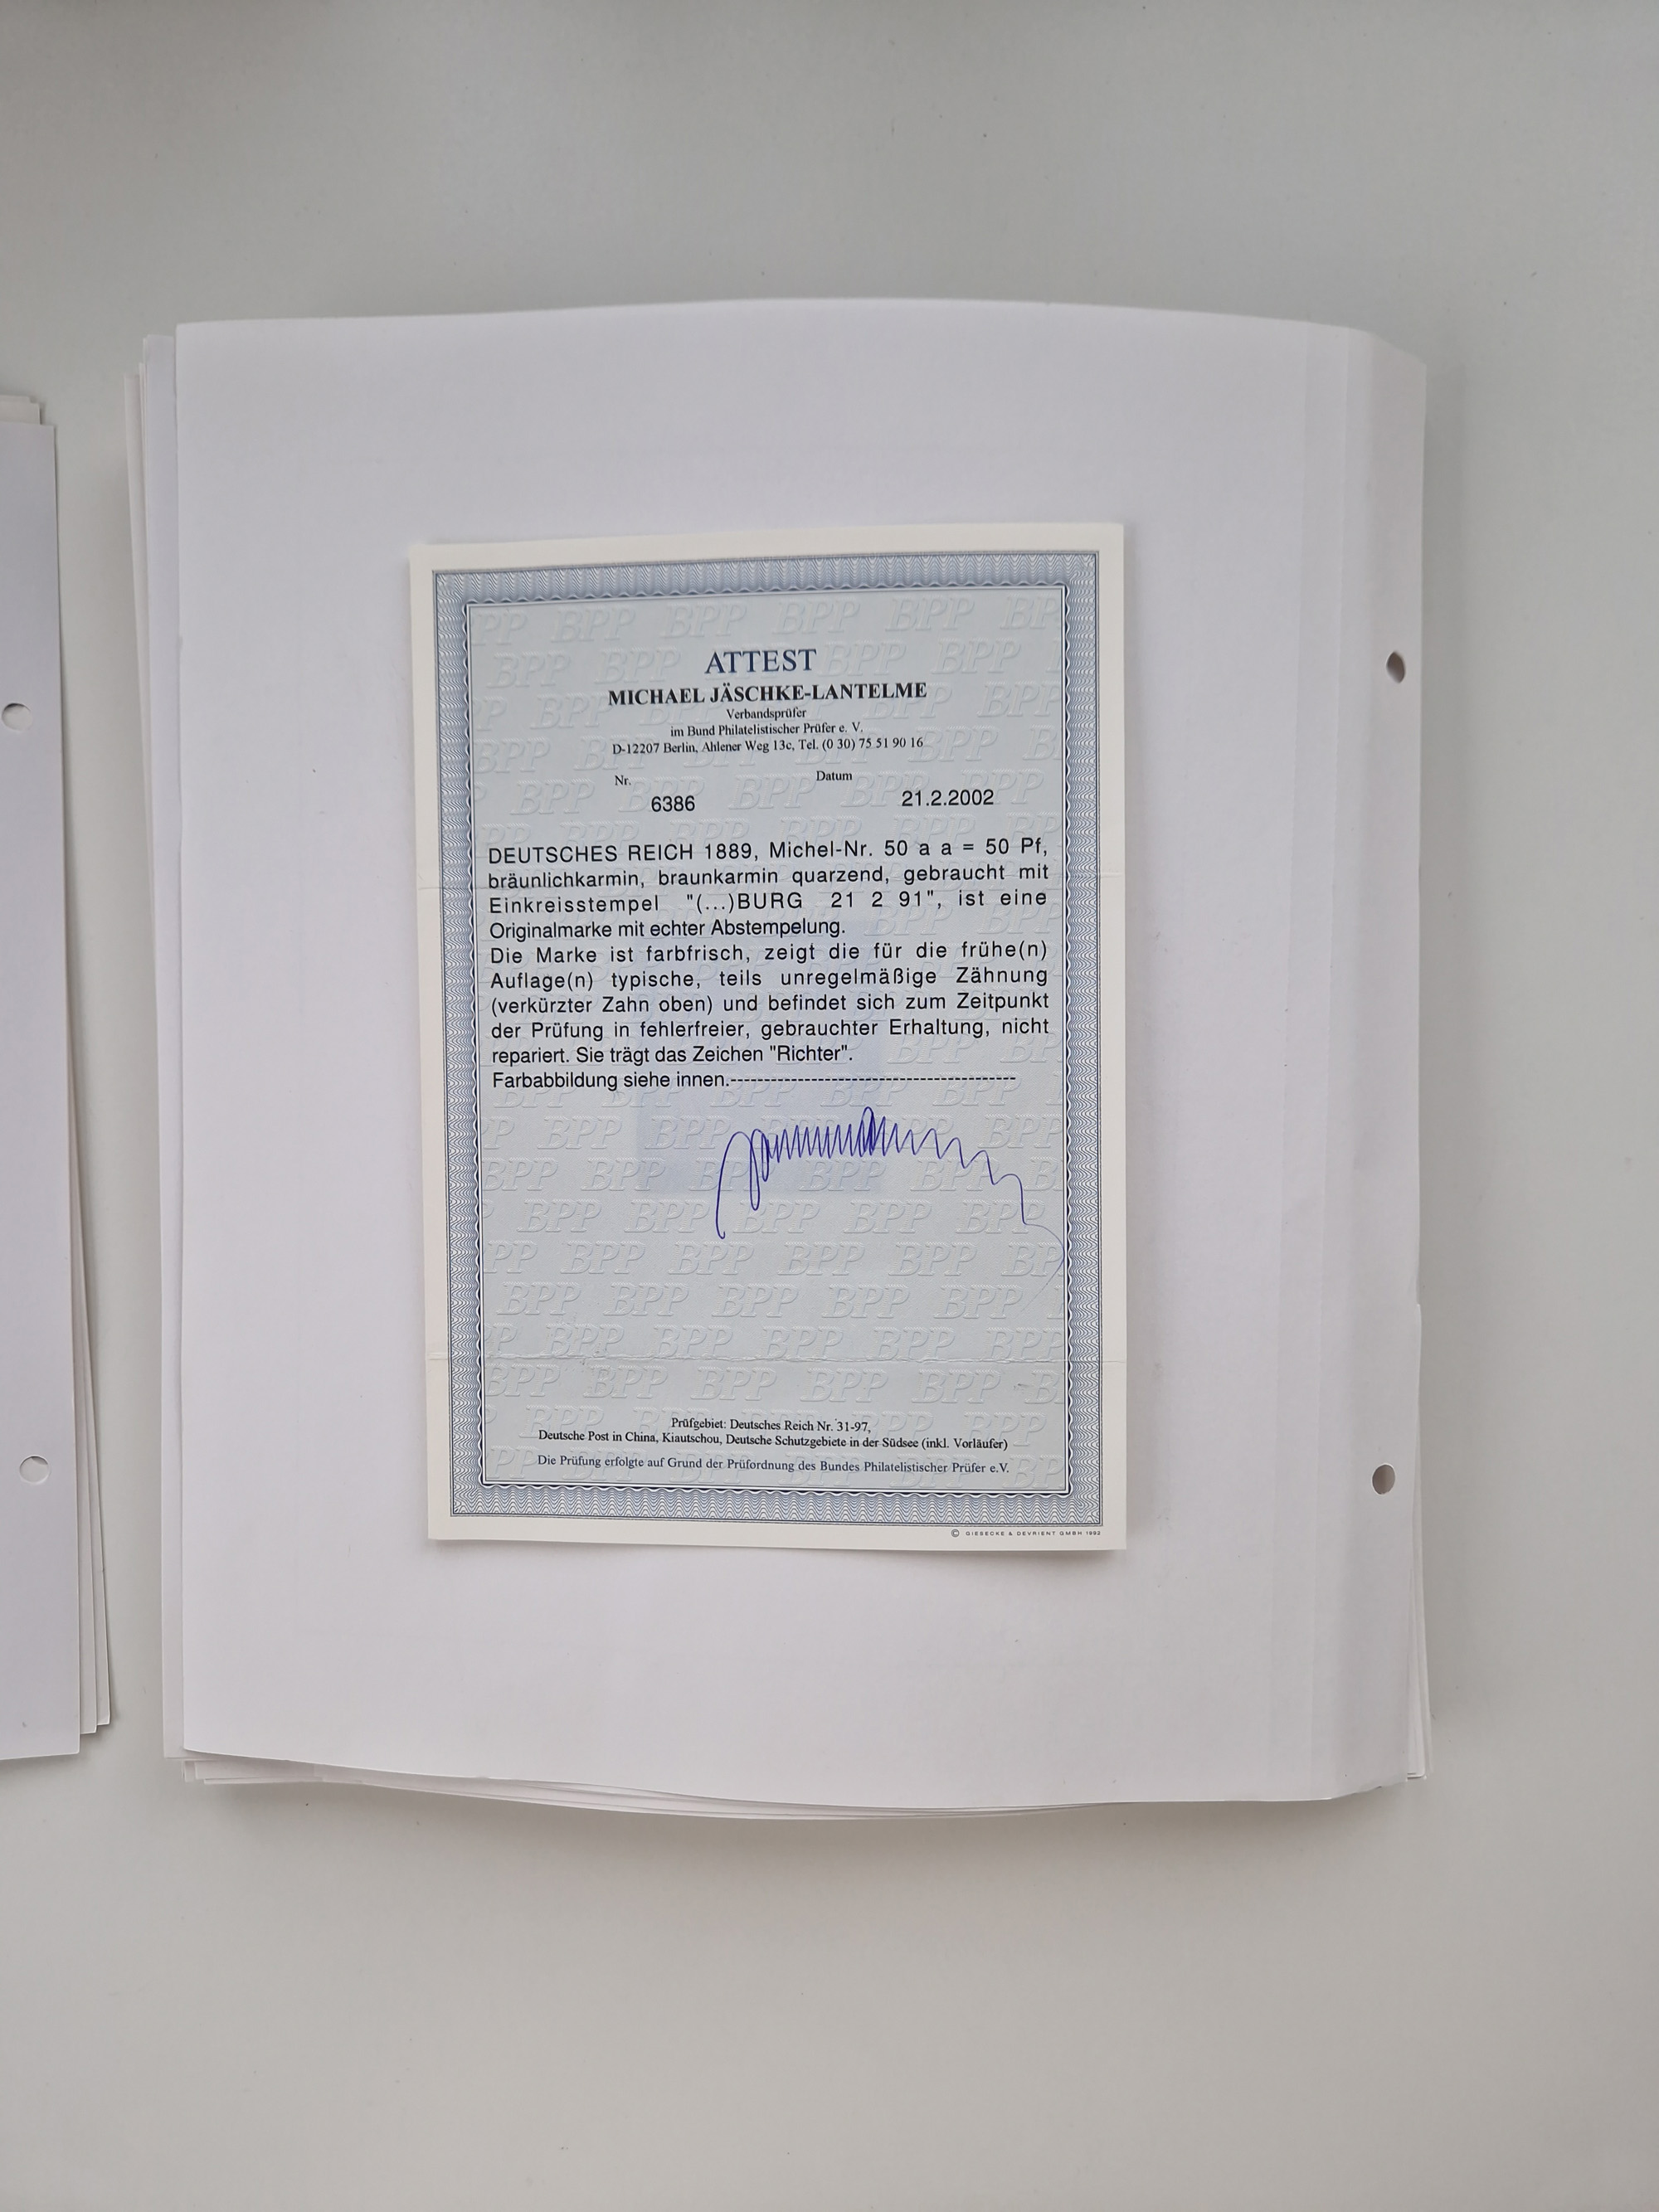 ATTEST
MICHAEL JÄSCHKE-LANTELME
Verbandsprüfer
im Bund Philatelistischer Prüfer e. V.
D-12207 Berlin, Ahlener Weg 13c, Tel. (0 30) 75 51 90 16
Nr. Datum
6386 21.2.2002
DEUTSCHES REICH 1889, Michel-Nr. 50 a a = 50 Pf,
bräunlichkarmin, braunkarmin quarzend, gebraucht mit
Einkreisstempel "(...)BURG 21 2 91", ist eine
Originalmarke mit echter Abstempelung.
Die Marke ist farbfrisch, zeigt die für die frühe(n)
Auflage(n) typische, teils unregelmäßige Zähnung
(verkürzter Zahn oben) und befindet sich zum Zeitpunkt
der Prüfung in fehlerfreier, gebrauchter Erhaltung, nicht
repariert. Sie trägt das Zeichen "Richter".
Farbabbildung siehe innen.------------------------------------------
Prüfgebiet: Deutsches Reich Nr. 31-97,
Deutsche Post in China, Kiautschou, Deutsche Schutzgebiete in der Südsee (inkl. Vorläufer)
Die Prüfung erfolgte auf Grund der Prüfordnung des Bundes Philatelistischer Prüfer e.V.
© GIESECKE & DEVRIENT GMBH 1992